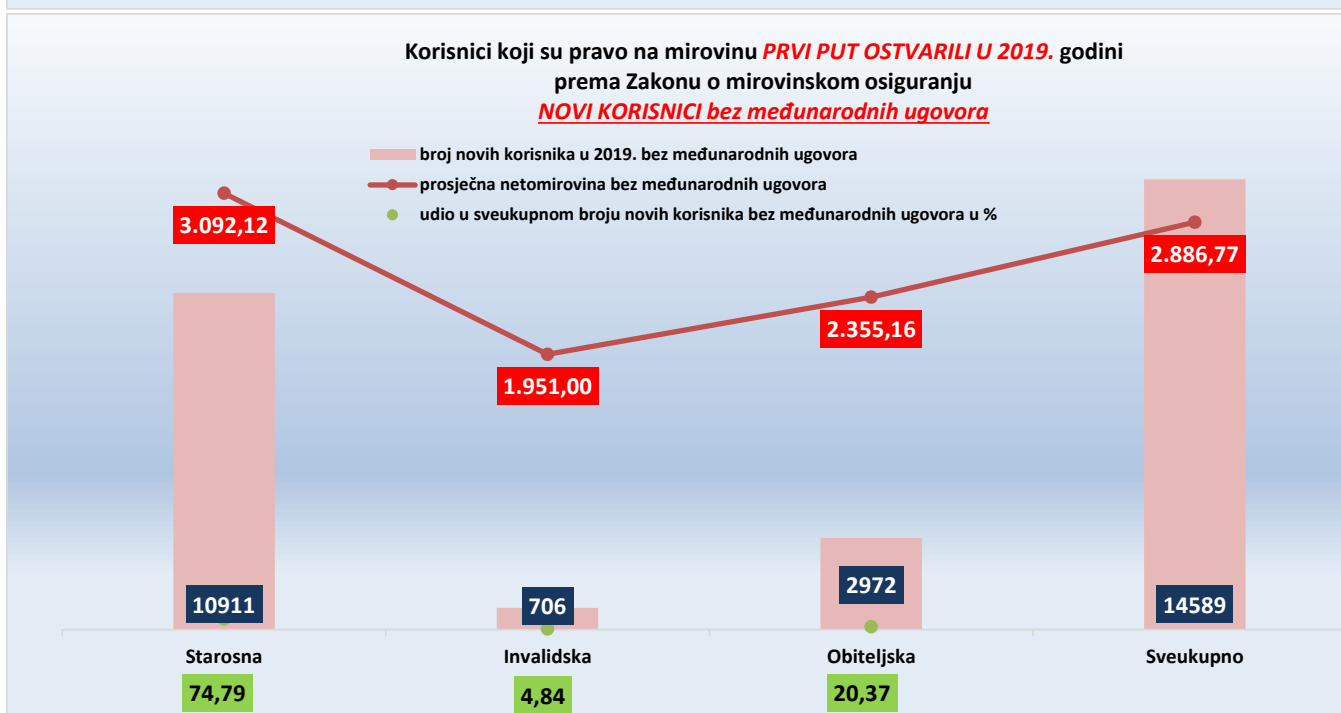 Korisnici koji su pravo na mirovinu PRVI PUT OSTVARILI U 2019. godini
prema Zakonu o mirovinskom osiguranju
NOVI KORISNICI bez međunarodnih ugovora
broj novih korisnika u 2019. bez međunarodnih ugovora
prosječna netomirovina bez međunarodnih ugovora
udio u sveukupnom broju novih korisnika bez međunarodnih ugovora u %
3.092,12
1.951,00
2.355,16
2.886,77
10911
706
2972
14589
Starosna
Invalidska
Obiteljska
Sveukupno
74,79
4,84
20,37